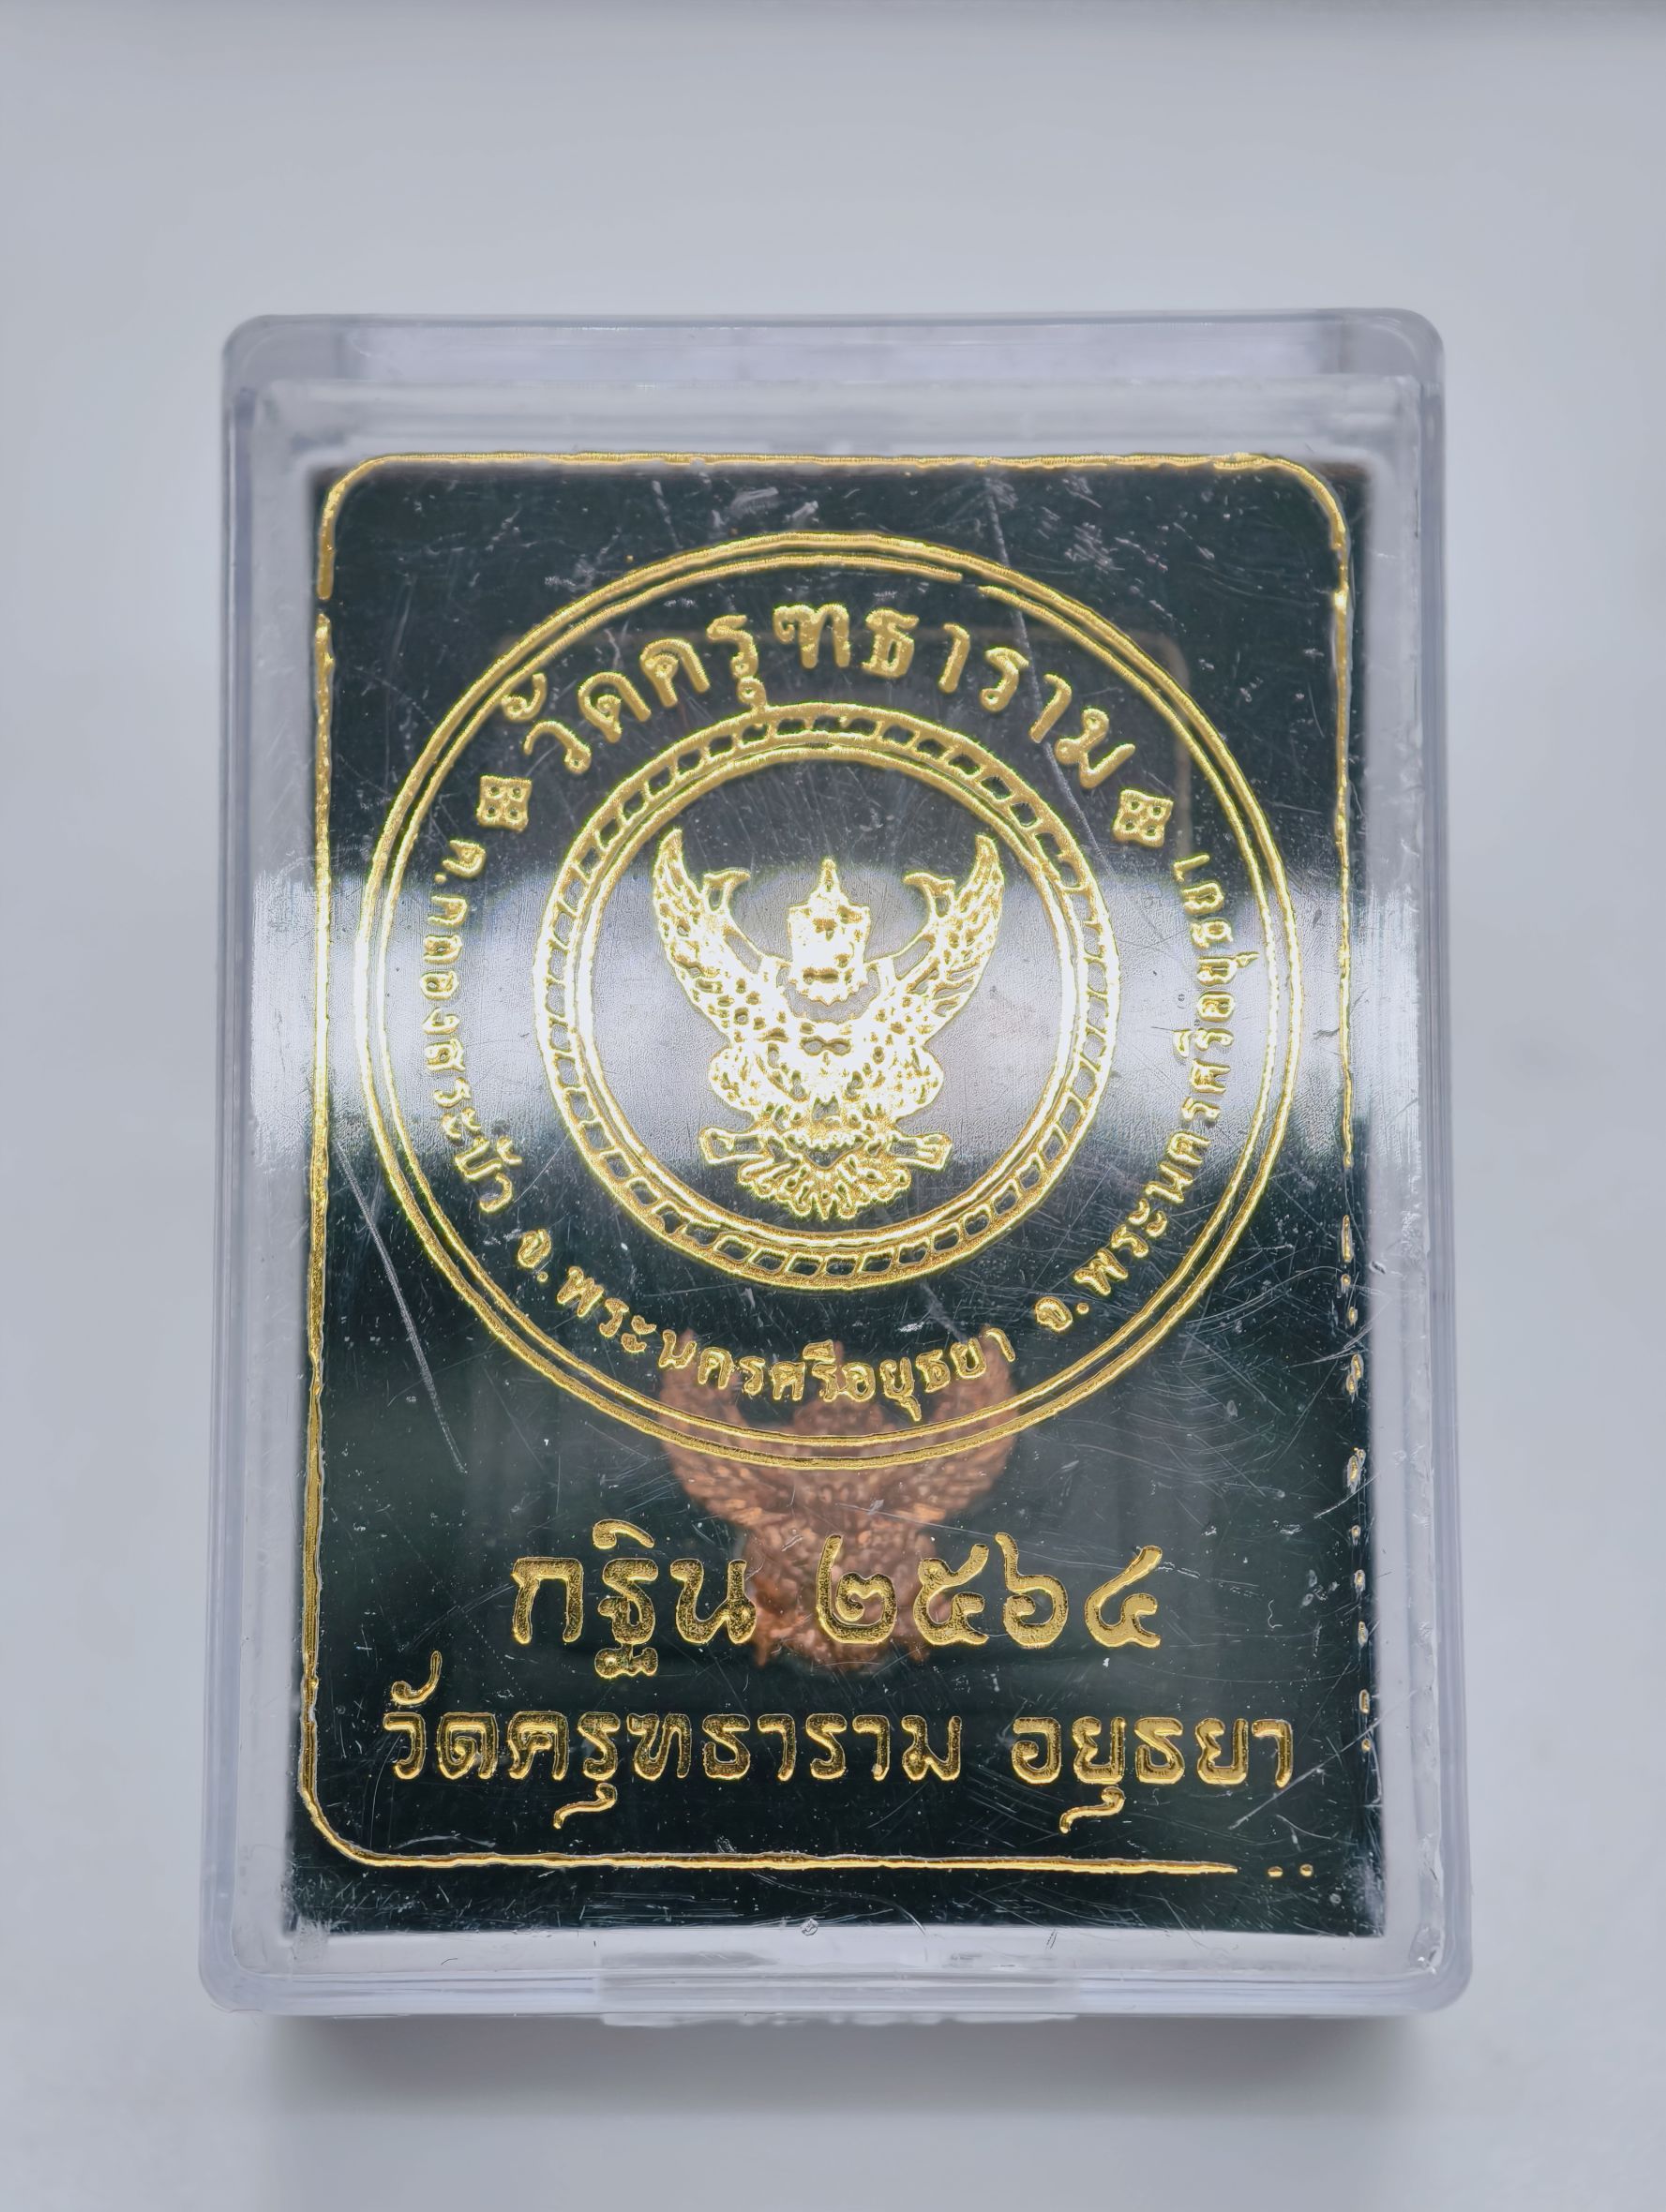 วัดครุฑธาราม
ต.คลองสระบัว อ.พระนครศรีอยุธยา จ.พระนครศรีอยุธยา
กฐิน ๒๕๖๔
วัดครุฑธาราม อยุธยา